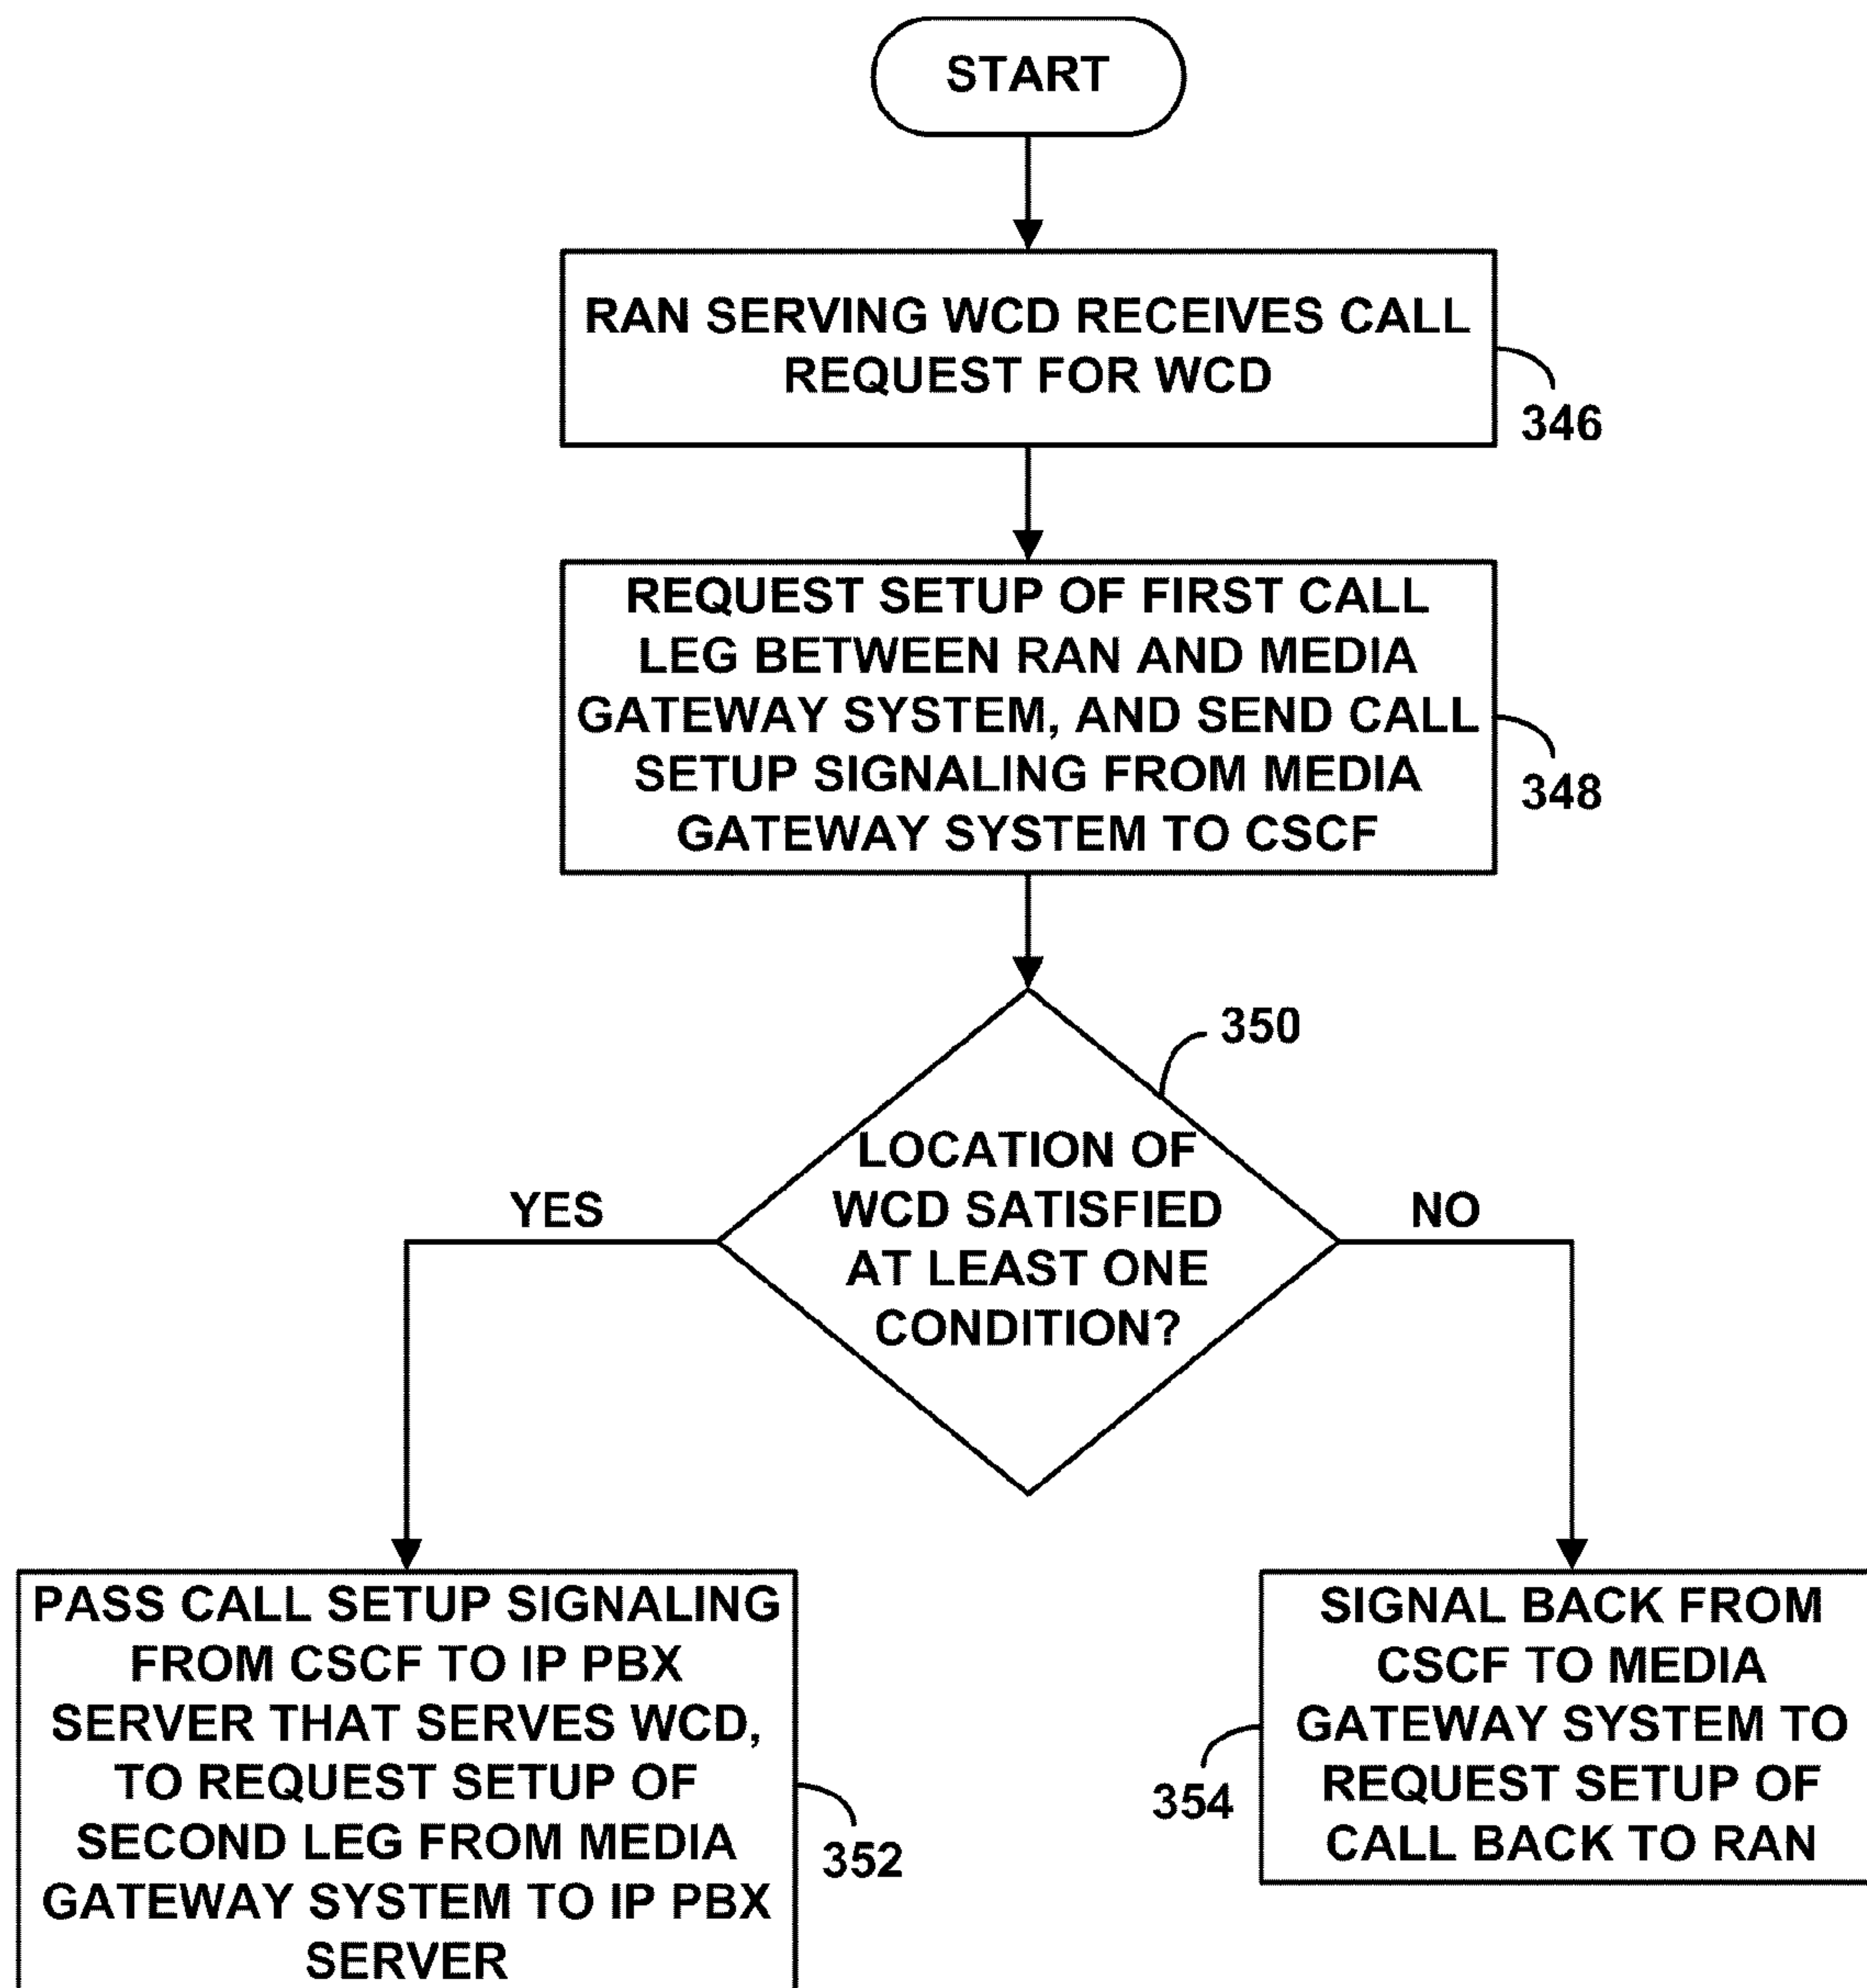 START
RAN SERVING WCD RECEIVES CALL
REQUEST FOR WCD
346
REQUEST SETUP OF FIRST CALL
LEG BETWEEN RAN AND MEDIA
GATEWAY SYSTEM, AND SEND CALL
SETUP SIGNALING FROM MEDIA
GATEWAY SYSTEM TO CSCF
348
350
LOCATION OF
WCD SATISFIED
AT LEAST ONE
CONDITION?
YES
NO
PASS CALL SETUP SIGNALING
FROM CSCF TO IP PBX
SERVER THAT SERVES WCD,
TO REQUEST SETUP OF
SECOND LEG FROM MEDIA
GATEWAY SYSTEM TO IP PBX
SERVER
352
SIGNAL BACK FROM
CSCF TO MEDIA
GATEWAY SYSTEM TO
REQUEST SETUP OF
CALL BACK TO RAN
354